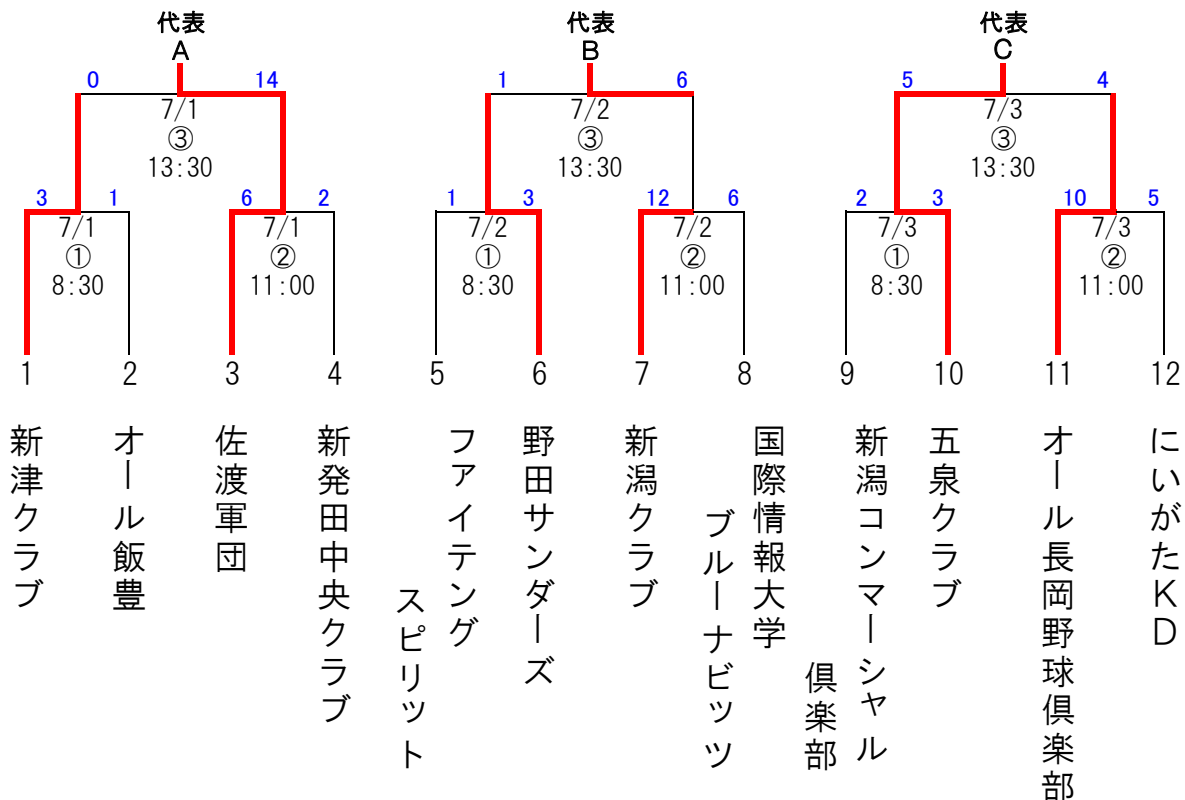 代表
A
代表
B
代表
C
0
14
1
6
5
4
7/1
③
13:30
7/2
③
13:30
7/3
③
13:30
3
1
6
2
1
3
12
6
2
3
10
5
7/1
①
8:30
7/1
②
11:00
7/2
①
8:30
7/2
②
11:00
7/3
①
8:30
7/3
②
11:00
1
2
3
4
5
6
7
8
9
10
11
12
新津クラブ
オール飯豊
佐渡軍団
新発田中央クラブ
ファイテング
スピリット
野田サンダーズ
新潟クラブ
国際情報大学
ブルーナビッツ
新潟コンマーシャル
倶楽部
五泉クラブ
オール長岡野球倶楽部
にいがたKD